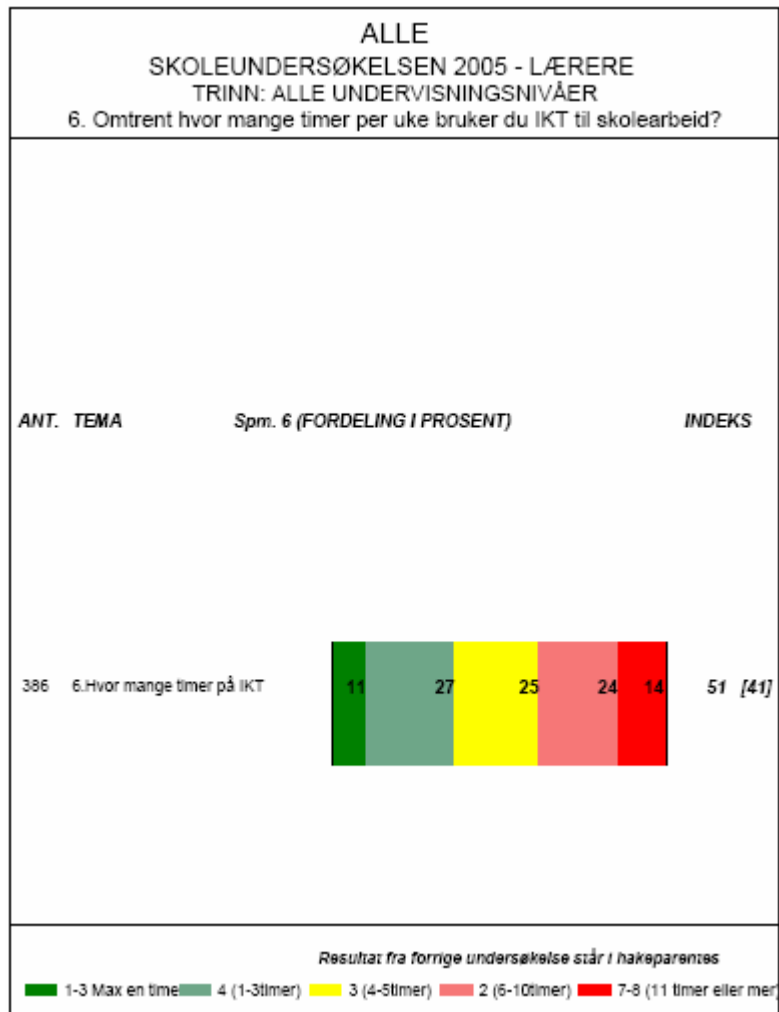 ALLE
SKOLEUNDERSØKELSEN 2005 - LÆRERE
TRINN: ALLE UNDERVISNINGSNIVÅER
6. Omtrent hvor mange timer per uke bruker du IKT til skolearbeid?
ANT. TEMA Spm. 6 (FORDELING I PROSENT) INDEKS
386 6.Hvor mange timer på IKT 11 27 25 24 14 51 [41]
Resultat fra forrige undersøkelse står i hakeparentes
1-3 Max en time 4 (1-3timer) 3 (4-5timer) 2 (6-10timer) 7-8 (11 timer eller mer)